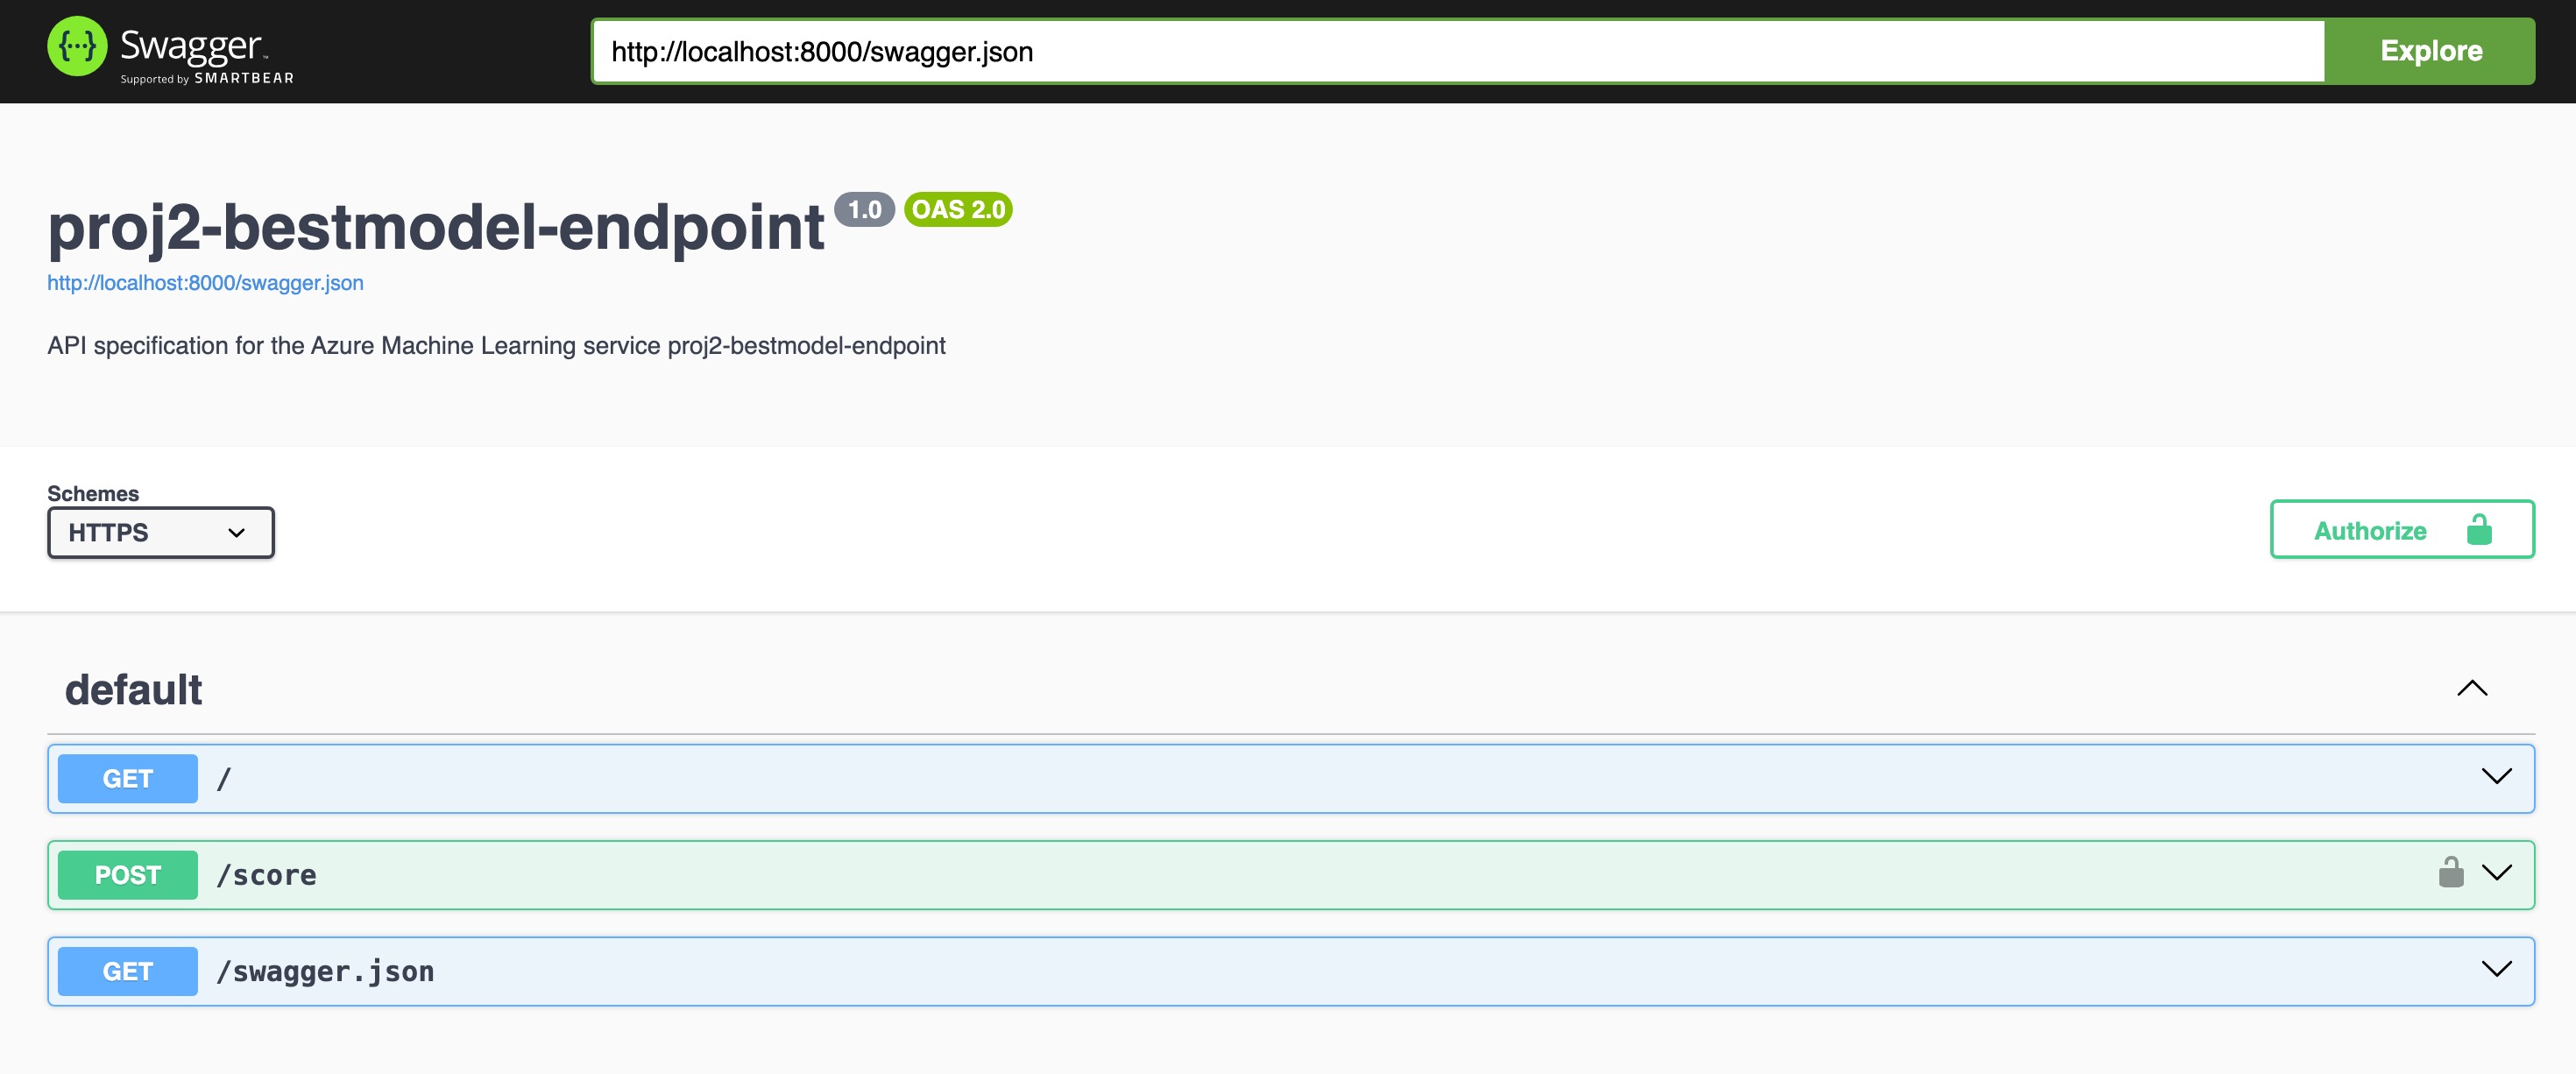 Swagger™
Supported by SMARTBEAR
http://localhost:8000/swagger.json
Explore
proj2-bestmodel-endpoint 1.0 OAS 2.0
http://localhost:8000/swagger.json
API specification for the Azure Machine Learning service proj2-bestmodel-endpoint
Schemes
HTTPS
Authorize
default
GET /
POST /score
GET /swagger.json